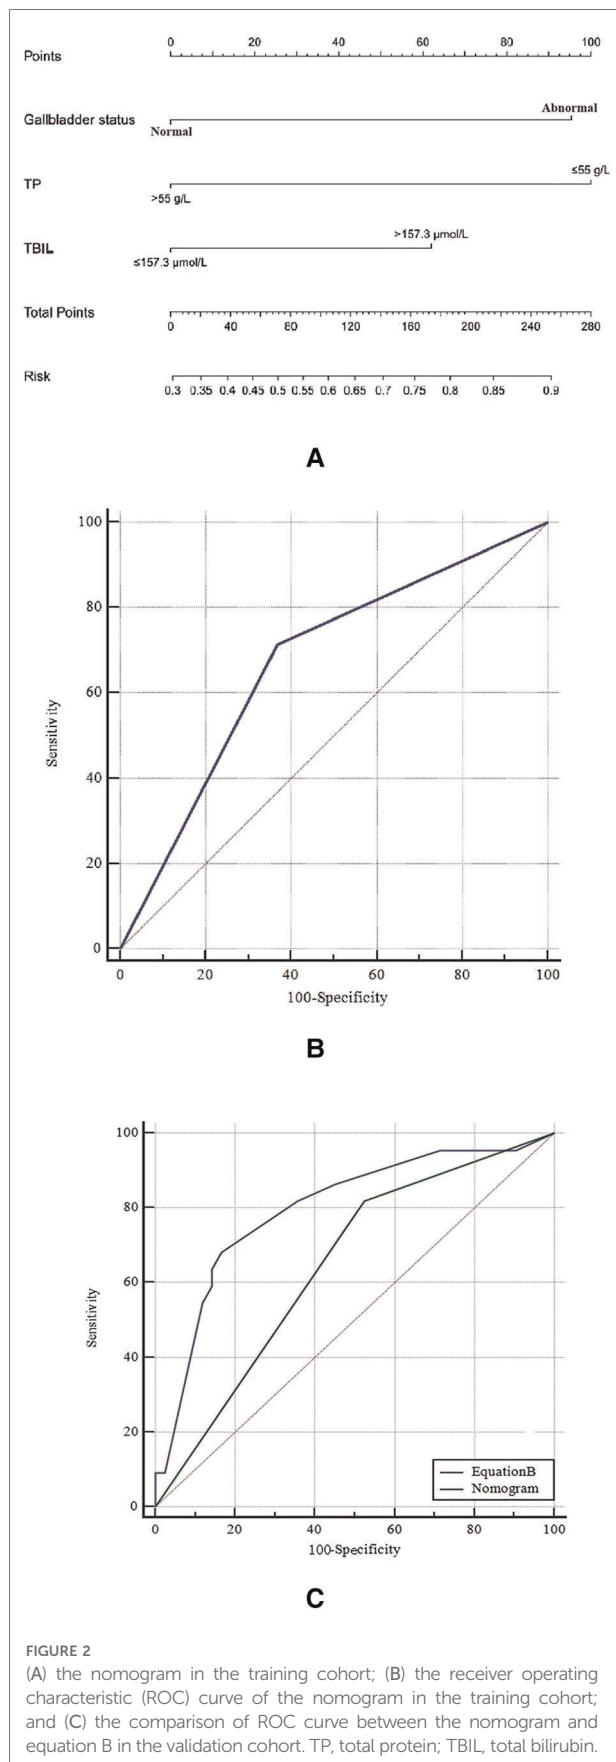 0 20 40 60 80 100
Points
Abnormal
Gallbladder status
Normal
≤55 g/L
TP
>55 g/L
>157.3 μmol/L
TBIL
≤157.3 μmol/L
Total Points
0 40 80 120 160 200 240 280
Risk
0.3 0.35 0.4 0.45 0.5 0.55 0.6 0.65 0.7 0.75 0.8 0.85 0.9
A
100
80
60
40
20
0
Sensitivity
0 20 40 60 80 100
100-Specificity
B
100
80
60
40
20
0
Sensitivity
EquationB
Nomogram
0 20 40 60 80 100
100-Specificity
C
FIGURE 2
(A) the nomogram in the training cohort; (B) the receiver operating
characteristic (ROC) curve of the nomogram in the training cohort;
and (C) the comparison of ROC curve between the nomogram and
equation B in the validation cohort. TP, total protein; TBIL, total bilirubin.